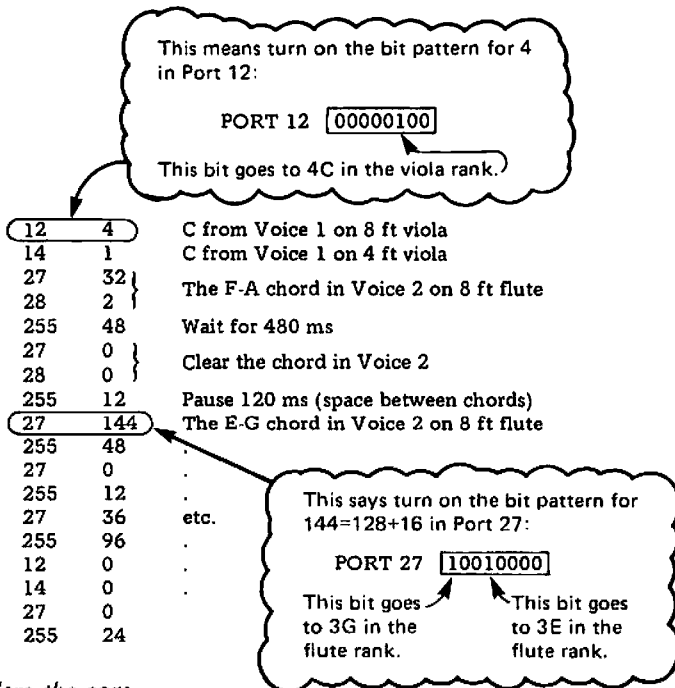 This means turn on the bit pattern for 4
in Port 12:
PORT 12 00000100
This bit goes to 4C in the viola rank.
12 4 C from Voice 1 on 8 ft viola
14 1 C from Voice 1 on 4 ft viola
27 32
28 2
The F-A chord in Voice 2 on 8 ft flute
255 48 Wait for 480 ms
27 0
28 0
Clear the chord in Voice 2
255 12 Pause 120 ms (space between chords)
27 144 The E-G chord in Voice 2 on 8 ft flute
255 48 .
27 0 .
255 12 .
27 36 etc.
255 96 .
12 0 .
14 0 .
27 0
255 24
This says turn on the bit pattern for
144=128+16 in Port 27:
PORT 27 10010000
This bit goes
to 3G in the
flute rank.
This bit goes
to 3E in the
flute rank.